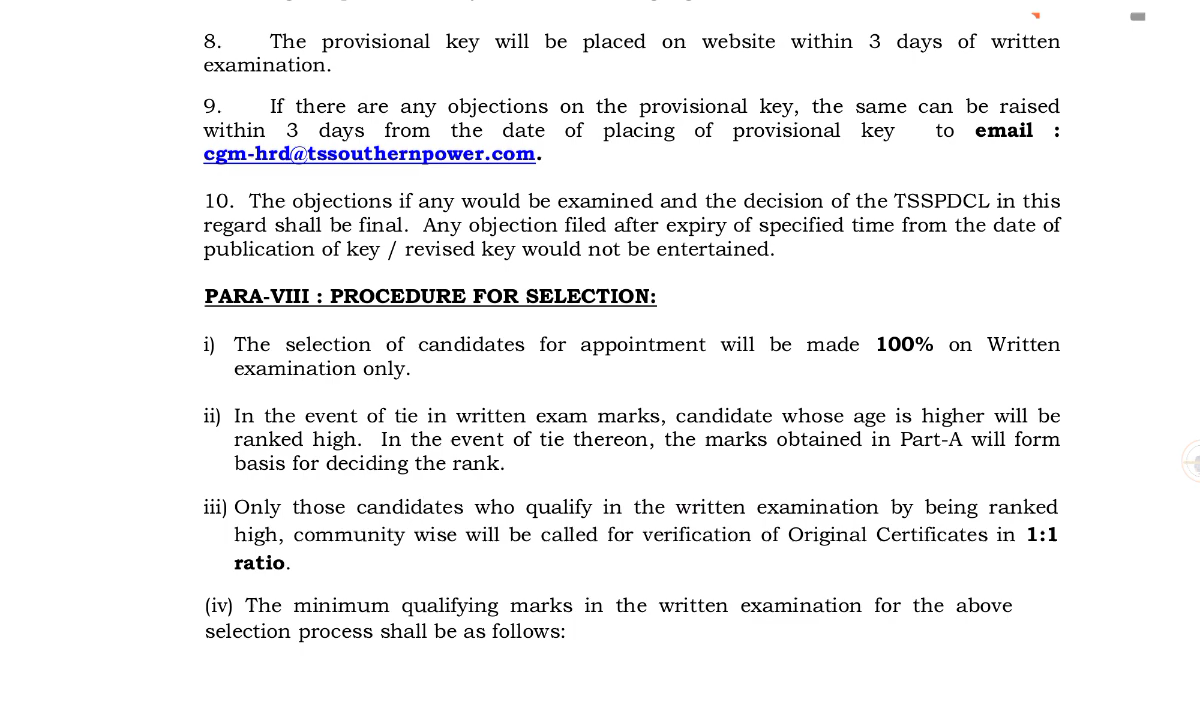 8. The provisional key will be placed on website within 3 days of written
examination.
9. If there are any objections on the provisional key, the same can be raised
within 3 days from the date of placing of provisional key to email :
cgm-hrd@tssouthernpower.com.
10. The objections if any would be examined and the decision of the TSSPDCL in this
regard shall be final. Any objection filed after expiry of specified time from the date of
publication of key / revised key would not be entertained.
PARA-VIII : PROCEDURE FOR SELECTION:
i) The selection of candidates for appointment will be made 100% on Written
examination only.
ii) In the event of tie in written exam marks, candidate whose age is higher will be
ranked high. In the event of tie thereon, the marks obtained in Part-A will form
basis for deciding the rank.
iii) Only those candidates who qualify in the written examination by being ranked
high, community wise will be called for verification of Original Certificates in 1:1
ratio.
(iv) The minimum qualifying marks in the written examination for the above
selection process shall be as follows: